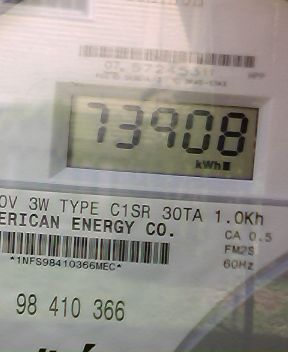 73908
kWh
0V 3W TYPE C1SR 30TA 1.0Kh
ERICAN ENERGY CO.
CA 0.5
*1NFS98410366MEC*
FM2S
60Hz
98 410 366